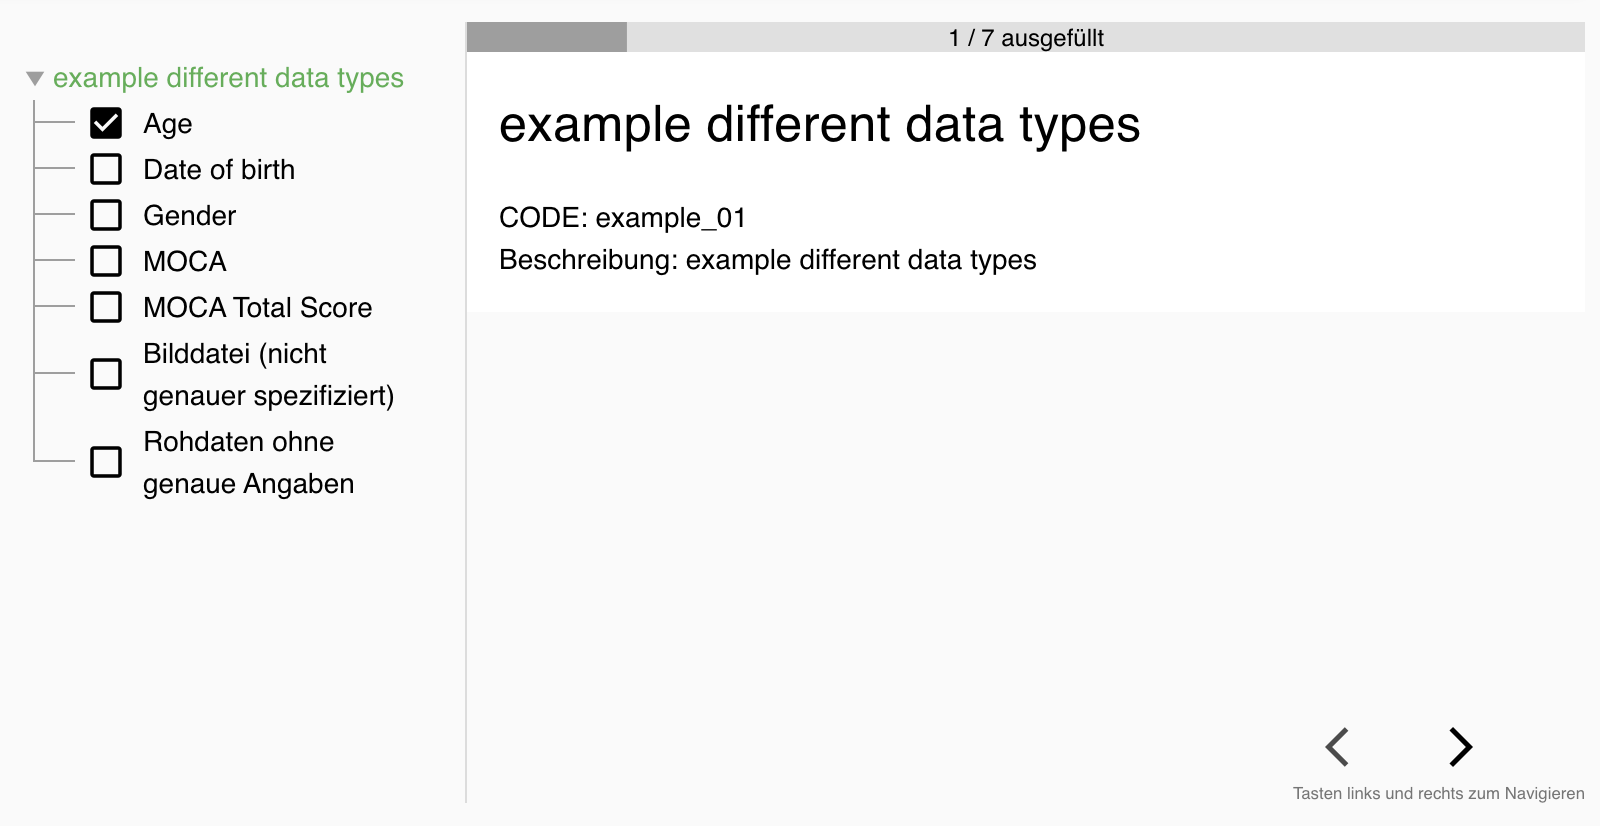 example different data types
Age
Date of birth
Gender
MOCA
MOCA Total Score
Bilddatei (nicht
genauer spezifiziert)
Rohdaten ohne
genaue Angaben
1 / 7 ausgefüllt
example different data types
CODE: example_01
Beschreibung: example different data types
Tasten links und rechts zum Navigieren